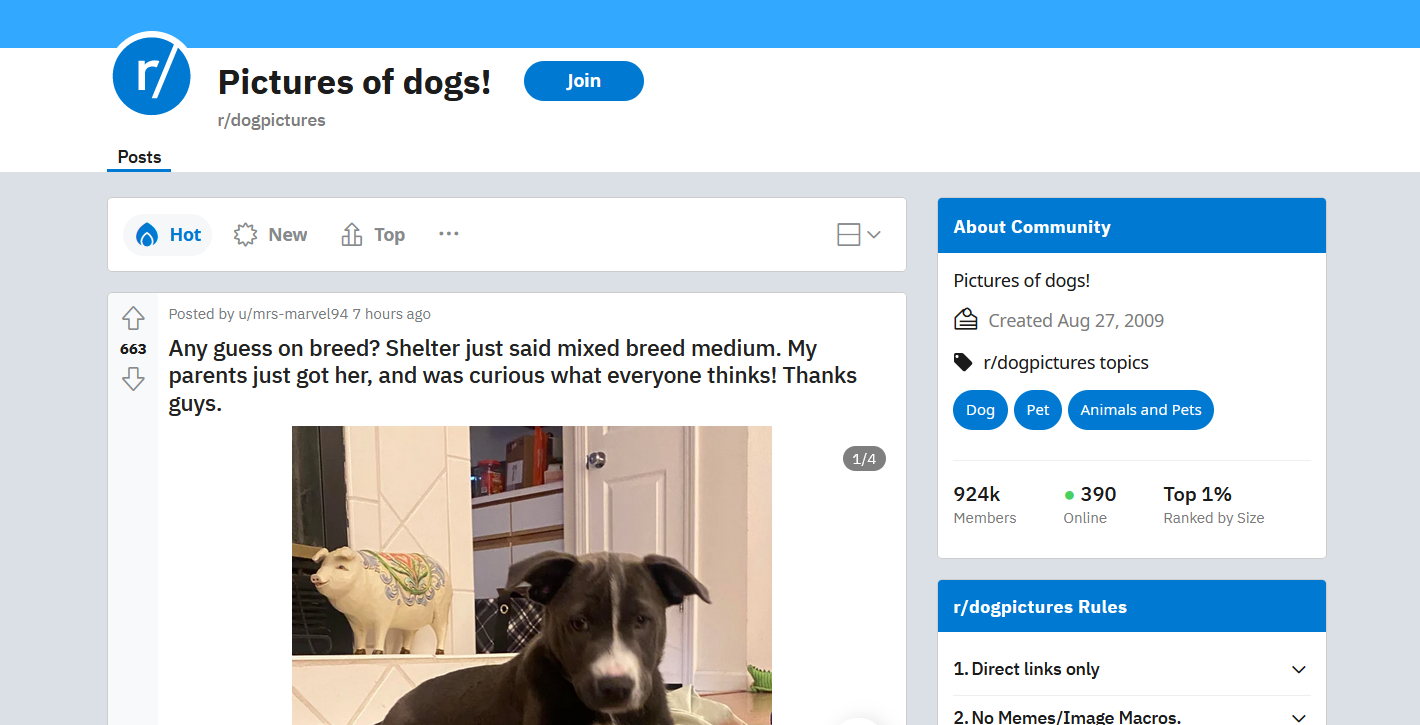 r/
Pictures of dogs!
Join
r/dogpictures
Posts
Hot
New
Top
Posted by u/mrs-marvel94 7 hours ago
663
Any guess on breed? Shelter just said mixed breed medium. My
parents just got her, and was curious what everyone thinks! Thanks
guys.
1/4
About Community
Pictures of dogs!
Created Aug 27, 2009
r/dogpictures topics
Dog
Pet
Animals and Pets
924k
390
Top 1%
Members
Online
Ranked by Size
r/dogpictures Rules
1. Direct links only
2. No Memes/Image Macros.